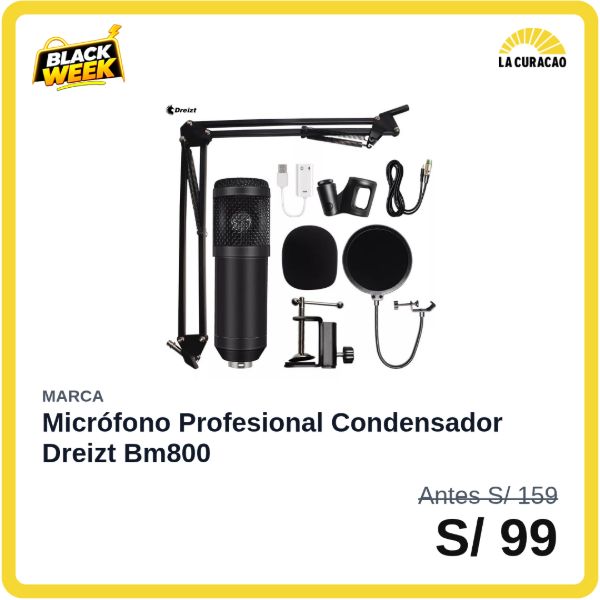 BLACK
WEEK
LA CURACAO
Dreizt
MARCA
Micrófono Profesional Condensador
Dreizt Bm800
Antes S/ 159
S/ 99